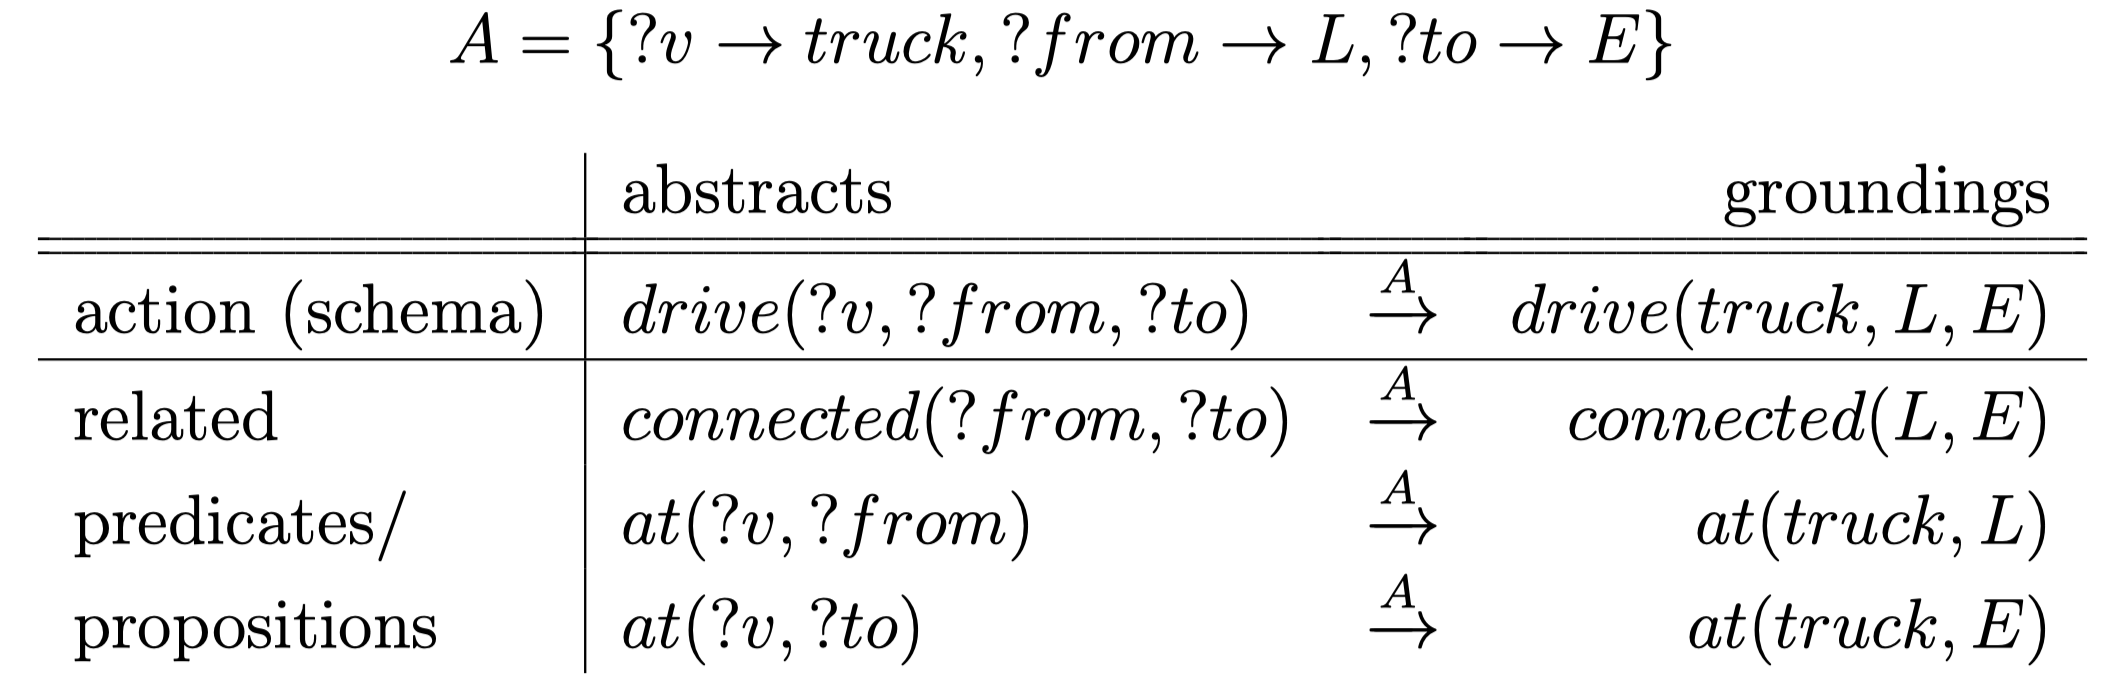 A = {?v → truck, ?from → L, ?to → E}
abstracts groundings
action (schema) drive(?v, ?from, ?to) A→ drive(truck, L, E)
related connected(?from, ?to) A→ connected(L, E)
predicates/ at(?v, ?from) A→ at(truck, L)
propositions at(?v, ?to) A→ at(truck, E)